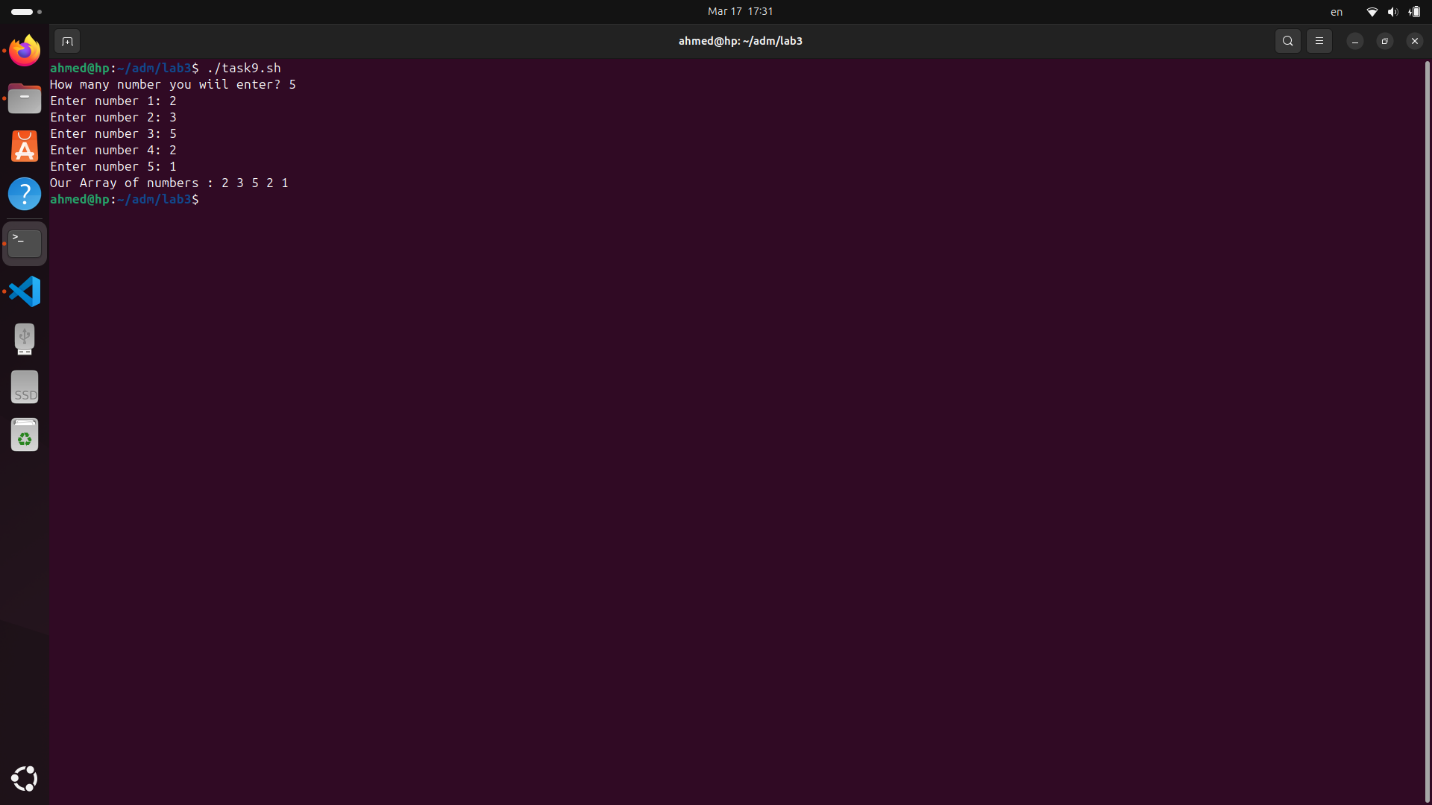 Mar 17 17:31
en
ahmed@hp: ~/adm/lab3
ahmed@hp:~/adm/lab3$ ./task9.sh
How many number you wiil enter? 5
Enter number 1: 2
Enter number 2: 3
Enter number 3: 5
Enter number 4: 2
Enter number 5: 1
Our Array of numbers : 2 3 5 2 1
ahmed@hp:~/adm/lab3$
?
>_
SSD